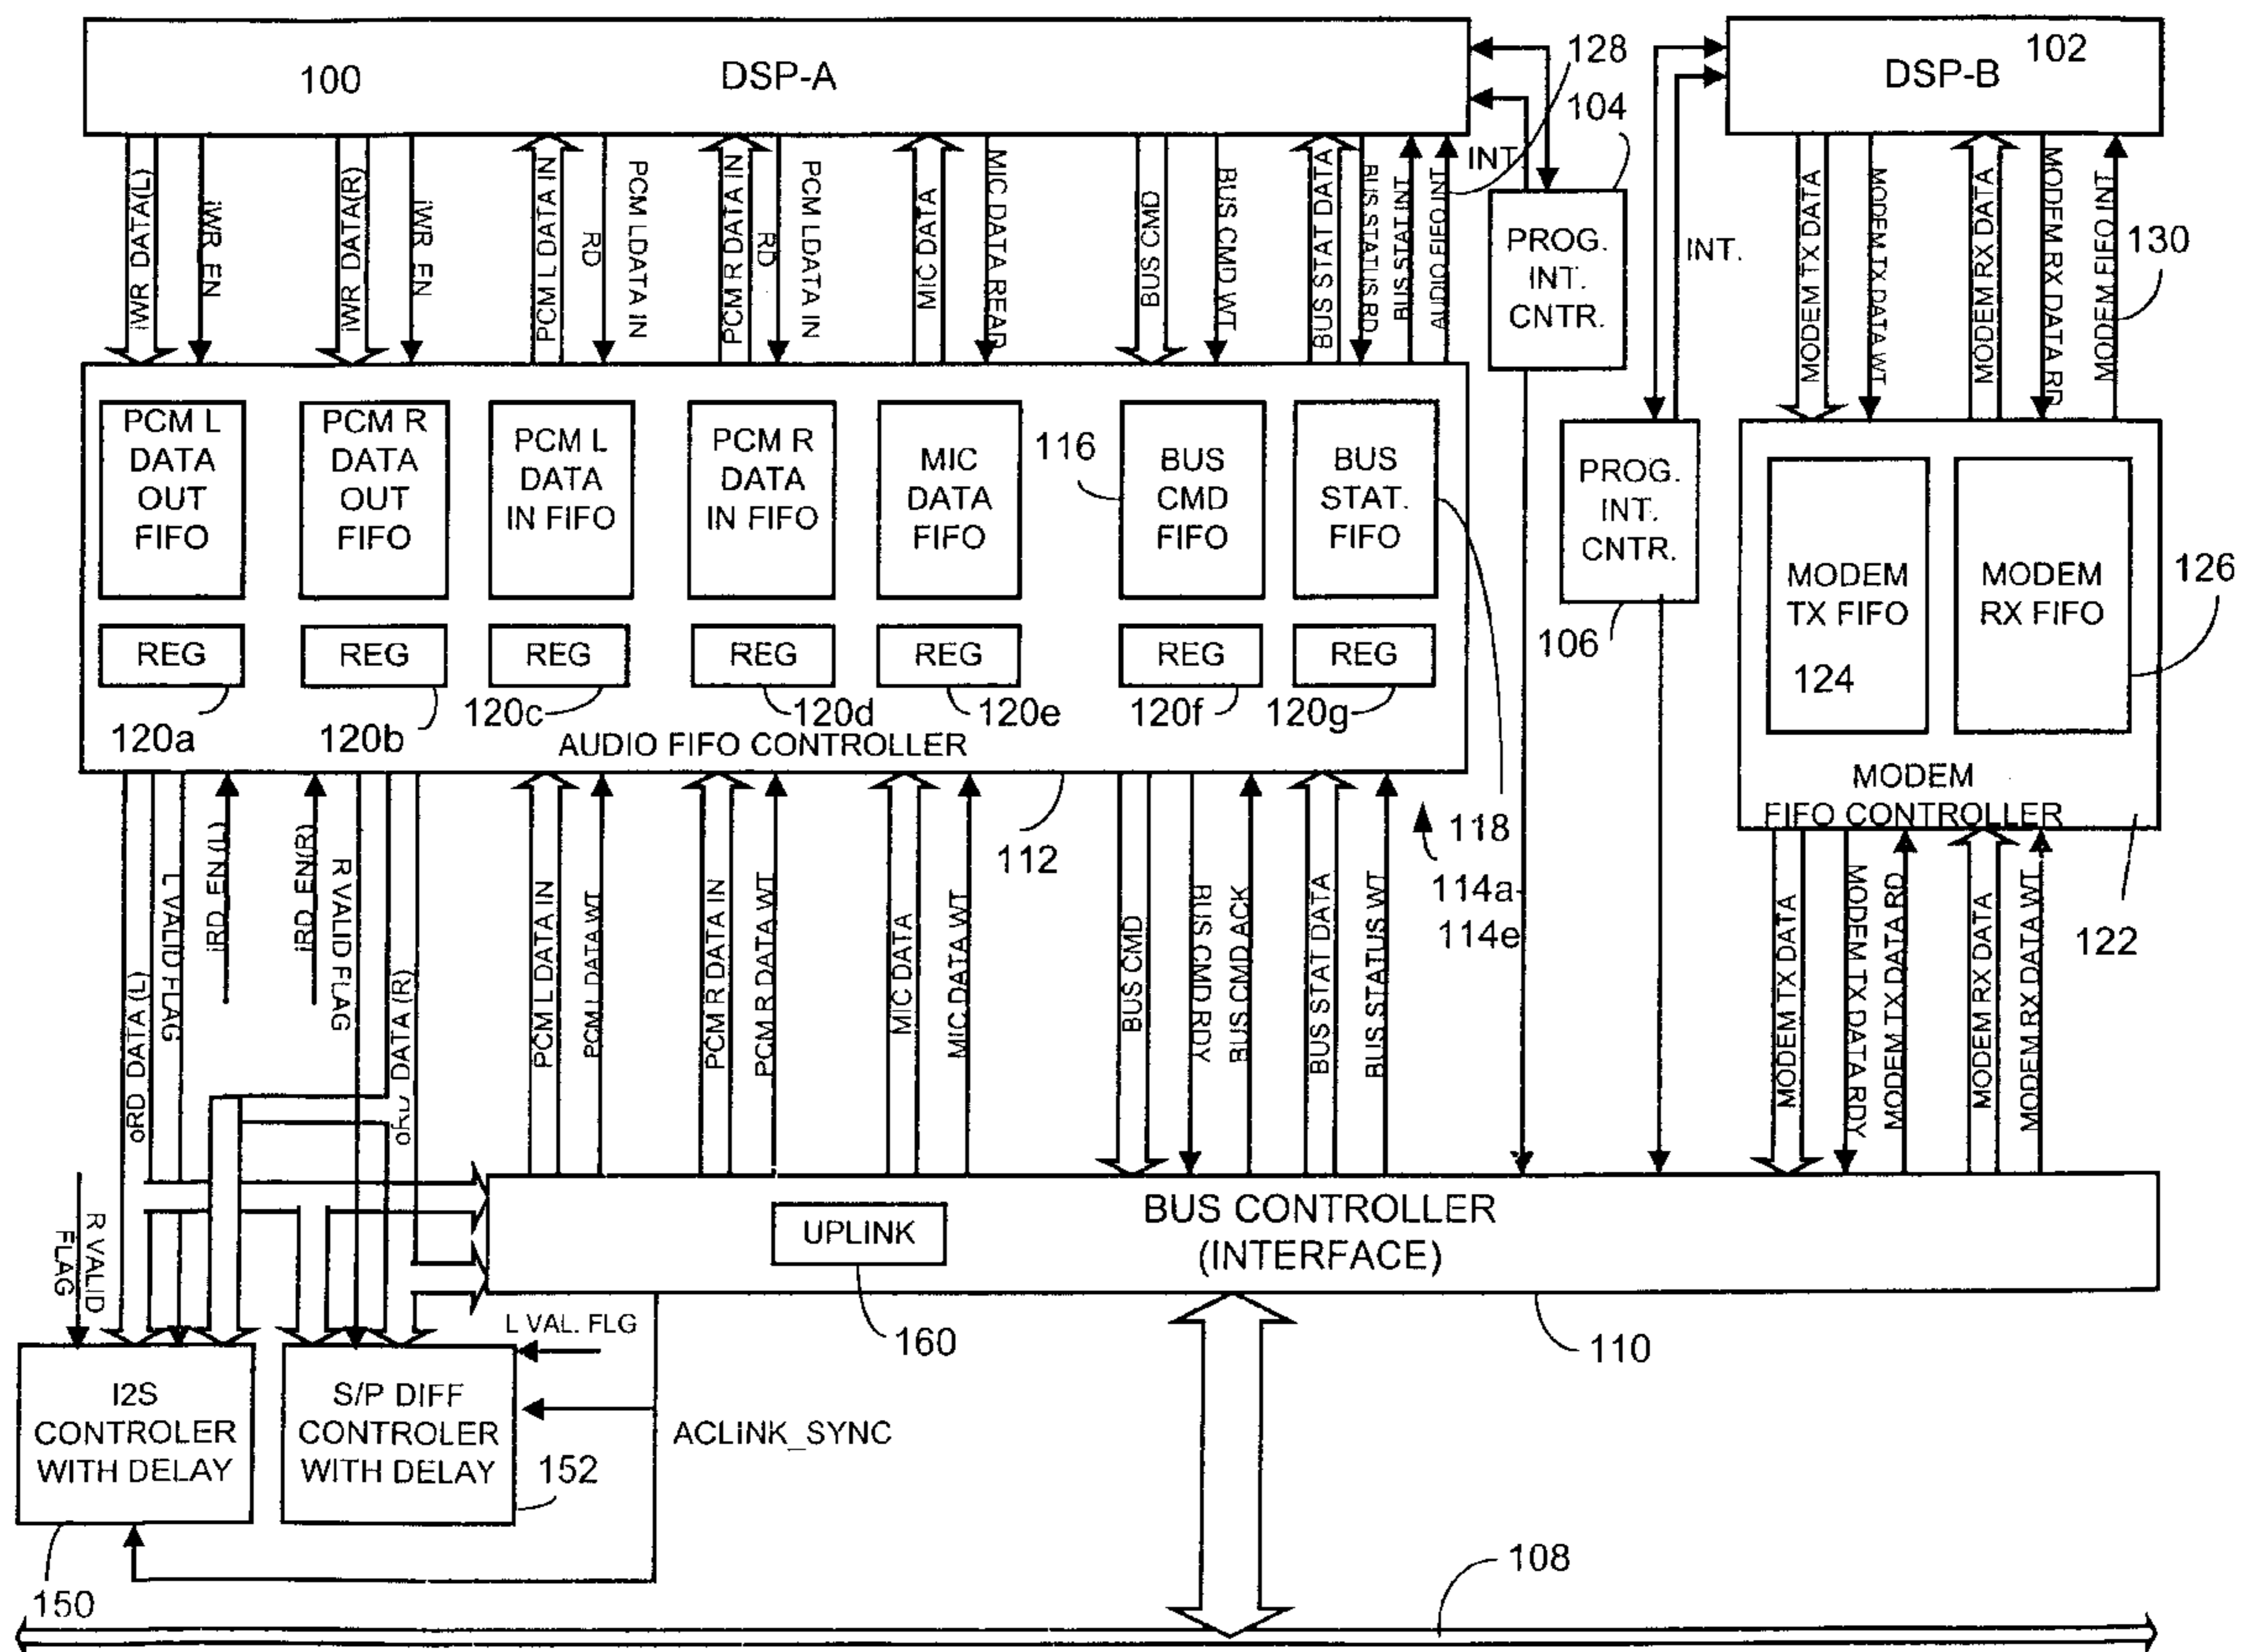 100
DSP-A
128
104
102
DSP-B
iWR DATA(L)
iWR EN
iWR DATA(R)
iWR EN
PCM L DATA IN
RD
PCM LDATA IN
PCM R DATA IN
RD
PCM LDATA IN
MIC DATA
MIC DATA READ
BUS CMD
BUS CMD WT
BUS STAT DATA
BUS STATUS RD
BUS STAT INT
AUDIO FIFO INT
INT
PROG.
INT.
CNTR.
INT.
MODEM TX DATA
MODEM TX DATA WT
MODEM RX DATA
MODEM RX DATA RD
MODEM FIFO INT
130
PCM L
DATA
OUT
FIFO
PCM R
DATA
OUT
FIFO
PCM L
DATA
IN FIFO
PCM R
DATA
IN FIFO
MIC
DATA
FIFO
116
BUS
CMD
FIFO
BUS
STAT.
FIFO
PROG.
INT.
CNTR.
106
MODEM
TX FIFO
124
MODEM
RX FIFO
126
REG
REG
REG
REG
REG
REG
REG
120a
120b
120c
120d
120e
120f
120g
AUDIO FIFO CONTROLLER
MODEM
FIFO CONTROLLER
112
118
114a-
114e
122
oRD DATA (L)
L VALID FLAG
iRD EN(L)
iRD EN(R)
R VALID FLAG
oRD DATA (R)
PCM L DATA IN
PCM L DATA WT
PCM R DATA IN
PCM R DATA WT
MIC DATA
MIC DATA WT
BUS CMD
BUS CMD RDY
BUS CMD ACK
BUS STAT DATA
BUS STATUS WT
MODEM TX DATA
MODEM TX DATA RDY
MODEM TX DATA RD
MODEM RX DATA
MODEM RX DATA WT
R VALID
FLAG
UPLINK
160
BUS CONTROLLER
(INTERFACE)
110
L VAL. FLG
I2S
CONTROLER
WITH DELAY
150
S/P DIFF
CONTROLER
WITH DELAY
152
ACLiNK_SYNC
108